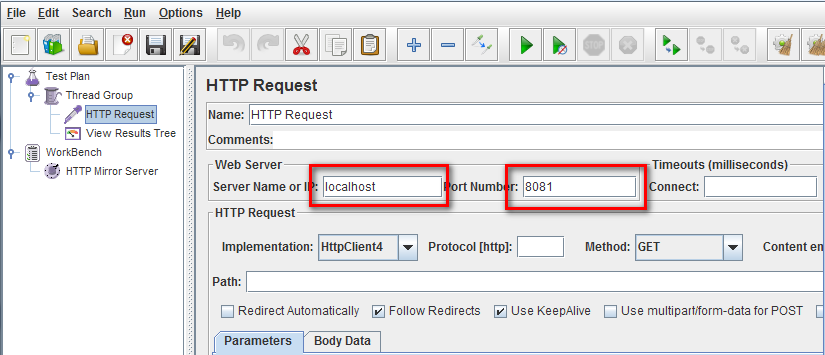 File Edit Search Run Options Help
STOP
Test Plan
Thread Group
HTTP Request
View Results Tree
WorkBench
HTTP Mirror Server
HTTP Request
Name: HTTP Request
Comments:
Web Server
Timeouts (milliseconds)
Server Name or IP: localhost Port Number: 8081 Connect:
HTTP Request
Implementation: HttpClient4 Protocol [http]: Method: GET Content en
Path:
Redirect Automatically Follow Redirects Use KeepAlive Use multipart/form-data for POST
Parameters Body Data